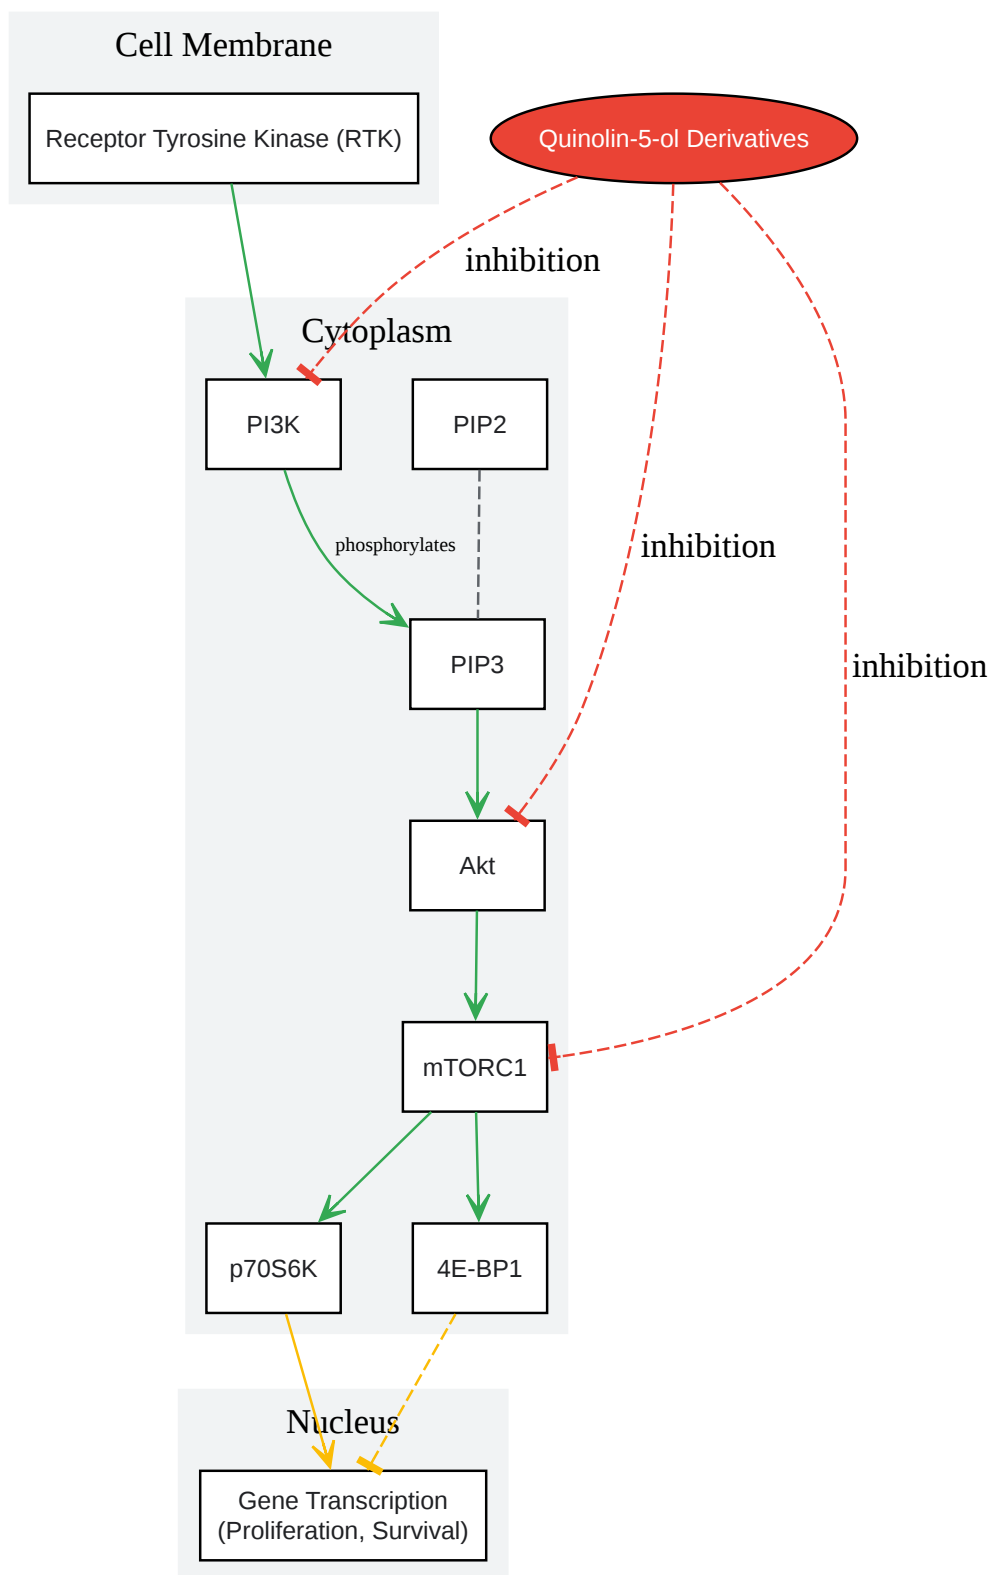 Cell Membrane
Receptor Tyrosine Kinase (RTK)
Quinolin-5-ol Derivatives
inhibition
Cytoplasm
PI3K
PIP2
phosphorylates
inhibition
PIP3
inhibition
Akt
mTORC1
p70S6K
4E-BP1
Nucleus
Gene Transcription
(Proliferation, Survival)